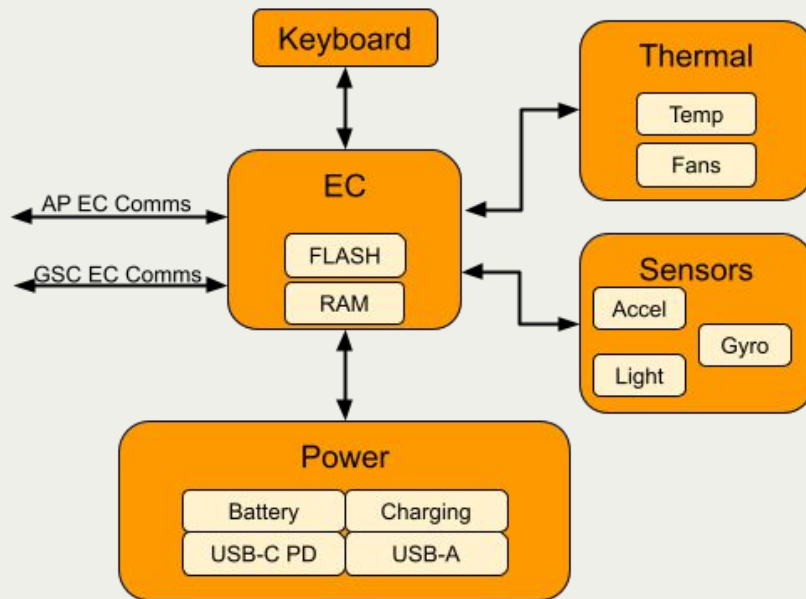 Keyboard
Thermal
Temp
Fans
EC
FLASH
RAM
AP EC Comms
GSC EC Comms
Sensors
Accel
Gyro
Light
Power
Battery
Charging
USB-C PD
USB-A